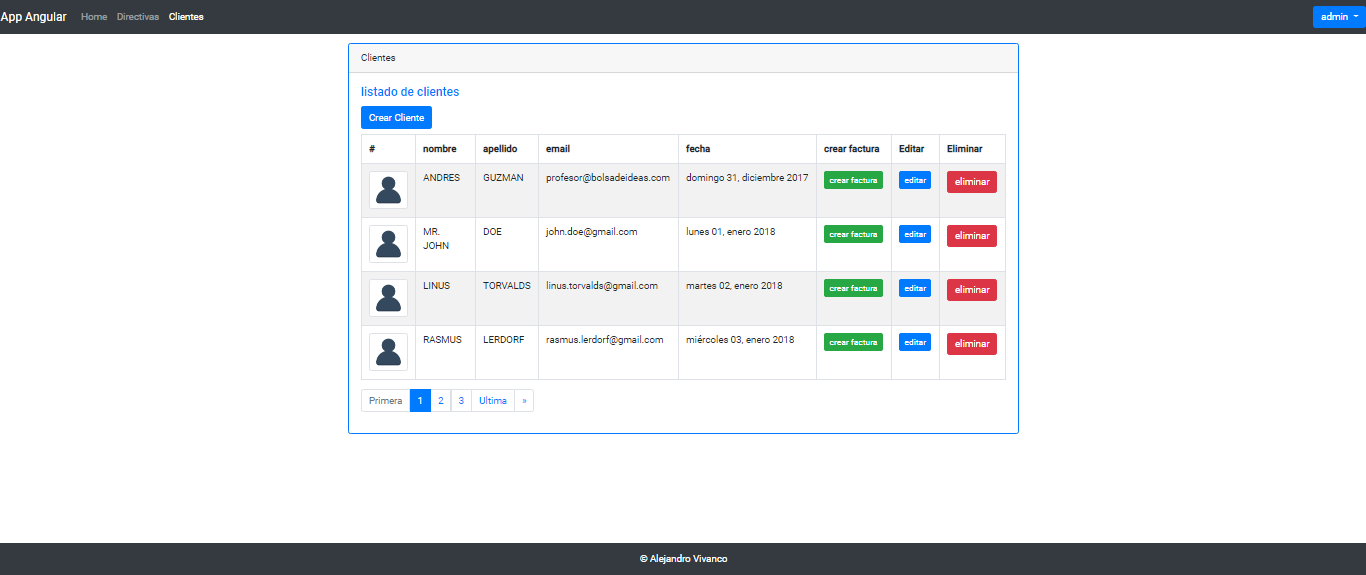 App Angular Home Directivas Clientes admin
Clientes
listado de clientes
Crear Cliente
# nombre apellido email fecha crear factura Editar Eliminar
ANDRES GUZMAN profesor@bolsadeideas.com domingo 31, diciembre 2017 crear factura editar eliminar
MR. JOHN DOE john.doe@gmail.com lunes 01, enero 2018 crear factura editar eliminar
LINUS TORVALDS linus.torvalds@gmail.com martes 02, enero 2018 crear factura editar eliminar
RASMUS LERDORF rasmus.lerdorf@gmail.com miércoles 03, enero 2018 crear factura editar eliminar
Primera 1 2 3 Ultima »
© Alejandro Vivanco